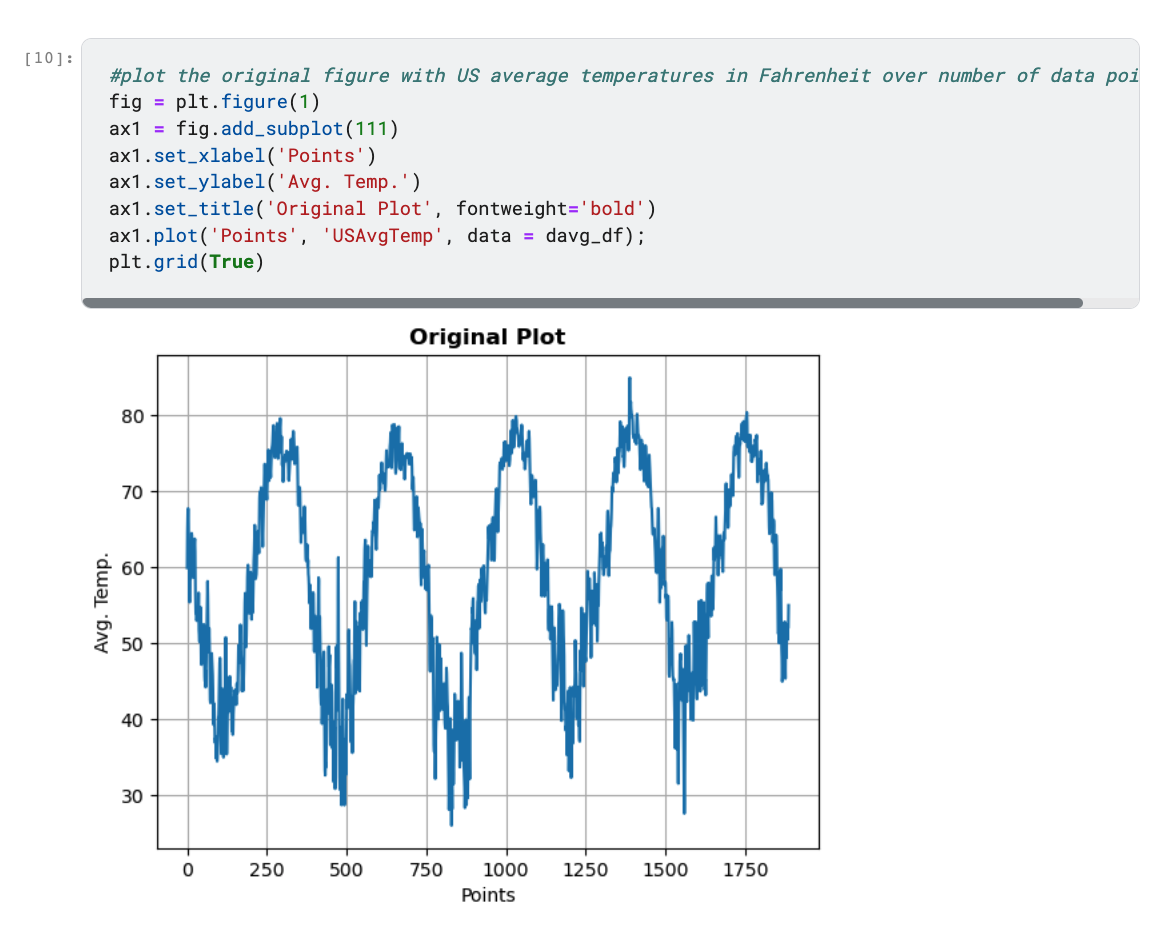 [10]:
#plot the original figure with US average temperatures in Fahrenheit over number of data poi
fig = plt.figure(1)
ax1 = fig.add_subplot(111)
ax1.set_xlabel('Points')
ax1.set_ylabel('Avg. Temp.')
ax1.set_title('Original Plot', fontweight='bold')
ax1.plot('Points', 'USAvgTemp', data = davg_df);
plt.grid(True)
Original Plot
80
70
60
50
40
30
Avg. Temp.
0 250 500 750 1000 1250 1500 1750
Points